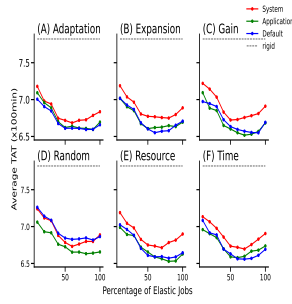 System
Application
Default
rigid
(A) Adaptation
(B) Expansion
(C) Gain
7.5
7.0
6.5
(D) Random
(E) Resource
(F) Time
7.5
7.0
6.5
50 100
50 100
50 100
Average TAT (x100min)
Percentage of Elastic Jobs